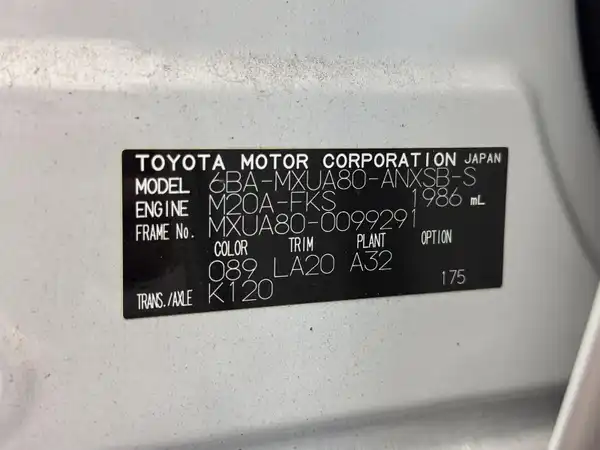 TOYOTA MOTOR CORPORATION JAPAN
MODEL 6BA-MXUA80-ANXSB-S
ENGINE M20A-FKS 1986 mL
FRAME No. MXUA80-0099291
COLOR TRIM PLANT OPTION
089 LA20 A32
TRANS./AXLE K120 175